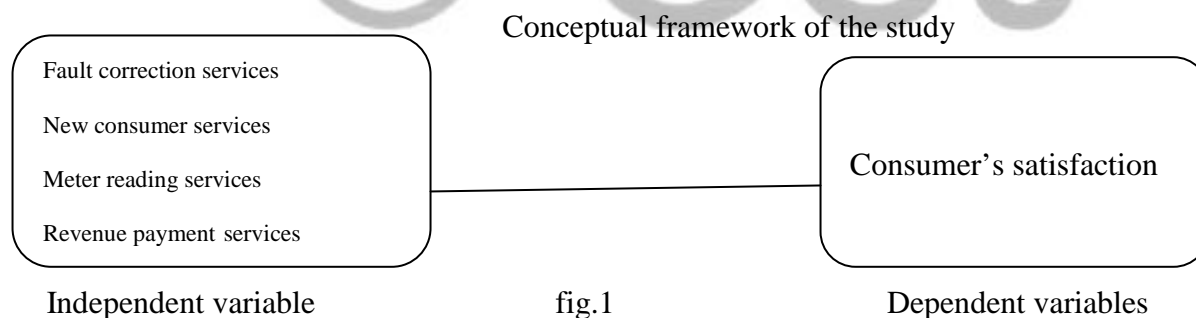 Conceptual framework of the study
Fault correction services
New consumer services
Meter reading services
Revenue payment services
Consumer’s satisfaction
Independent variable
fig.1
Dependent variables